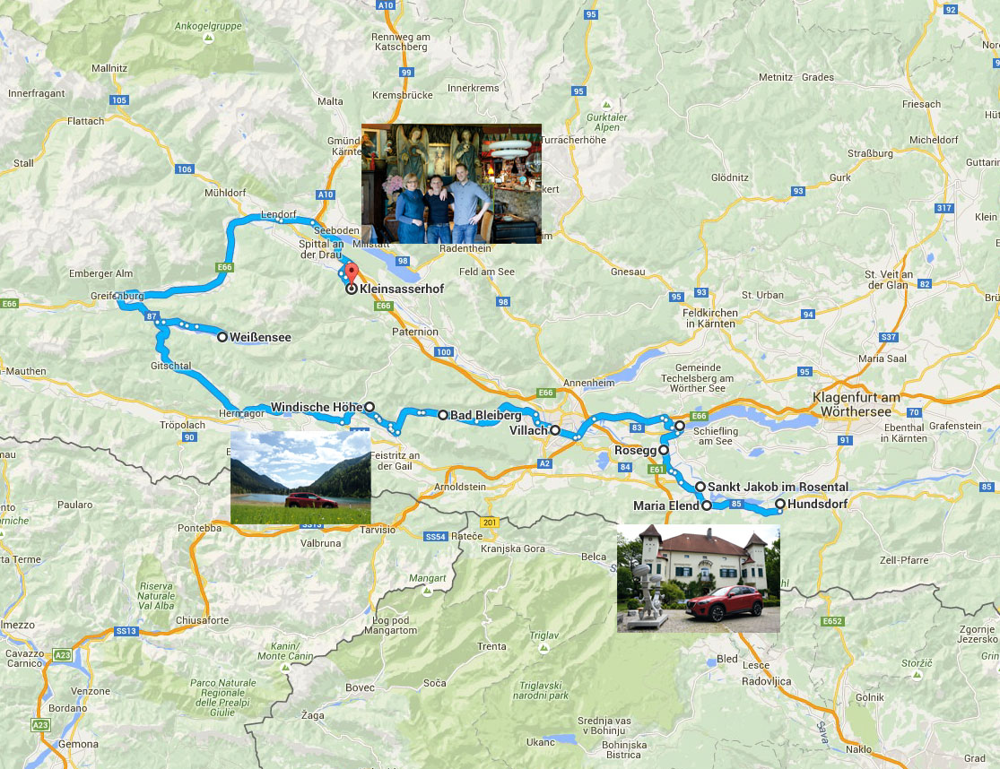 A10
95
92
Ankogelgruppe
Rennweg am
Katschberg
Mallnitz
99
Innerfragant
105
Malta
Kremsbrücke
Innerkrems
95
Metnitz
Grades
Friesach
Flattach
Gurktaler
Alpen
Gmünd
Turracherhöhe
Micheldorf
Stall
106
Straßburg
Guttarin
Glödnitz
Gurk
Mühldorf
A10
93
317
Klein
Lendorf
Seeboden
Spittal an
der Drau
Millstatt
Radenthein
98
E66
Emberger Alm
Feld am See
Gnesau
St. Veit an
der Glan
82
Greifenburg
Kleinsasserhof
E66
E66
98
95
93
St. Urban
Feldkirchen
in Kärnten
94
87
Weißensee
Paternion
S37
100
Maria Saal
Gitschtal
Gemeinde
Techelsberg am
Wörther See
95
-Mauthen
Annenheim
E66
Klagenfurt am
Wörthersee
Windische Höhe
Hermagor
Bad Bleiberg
E66
70
Tröpolach
Villach
83
Schiefling
am See
Ebenthal
in Kärnten
Grafenstein
90
91
Rosegg
Feistritz an
der Gail
A2
84
E61
Arnoldstein
Sankt Jakob im Rosental
85
Paularo
Maria Elend
85
Hundsdorf
Pontebba
Tarvisio
201
Valbruna
SS54
Rateče
Kranjska Gora
Belca
Zell-Pfarre
Mangart
Riserva
Naturale
Val Alba
Chiusaforte
Log pod
Mangartom
E652
SS13
Triglav
Trenta
Zgornje
Jezersko
A23
Cavazzo
Carnico
Kanin/
Monte Canin
Bled
Lesce
Storžič
Radovljica
Venzone
Parco Naturale
Regionale
delle Prealpi
Giulie
Bovec
Soča
Triglavski
narodni park
Golnik
Bordano
Žaga
A23
Srednja vas
v Bohinju
Gemona
Ukanc
Bohinjska
Bistrica
Sava
Naklo
Grad